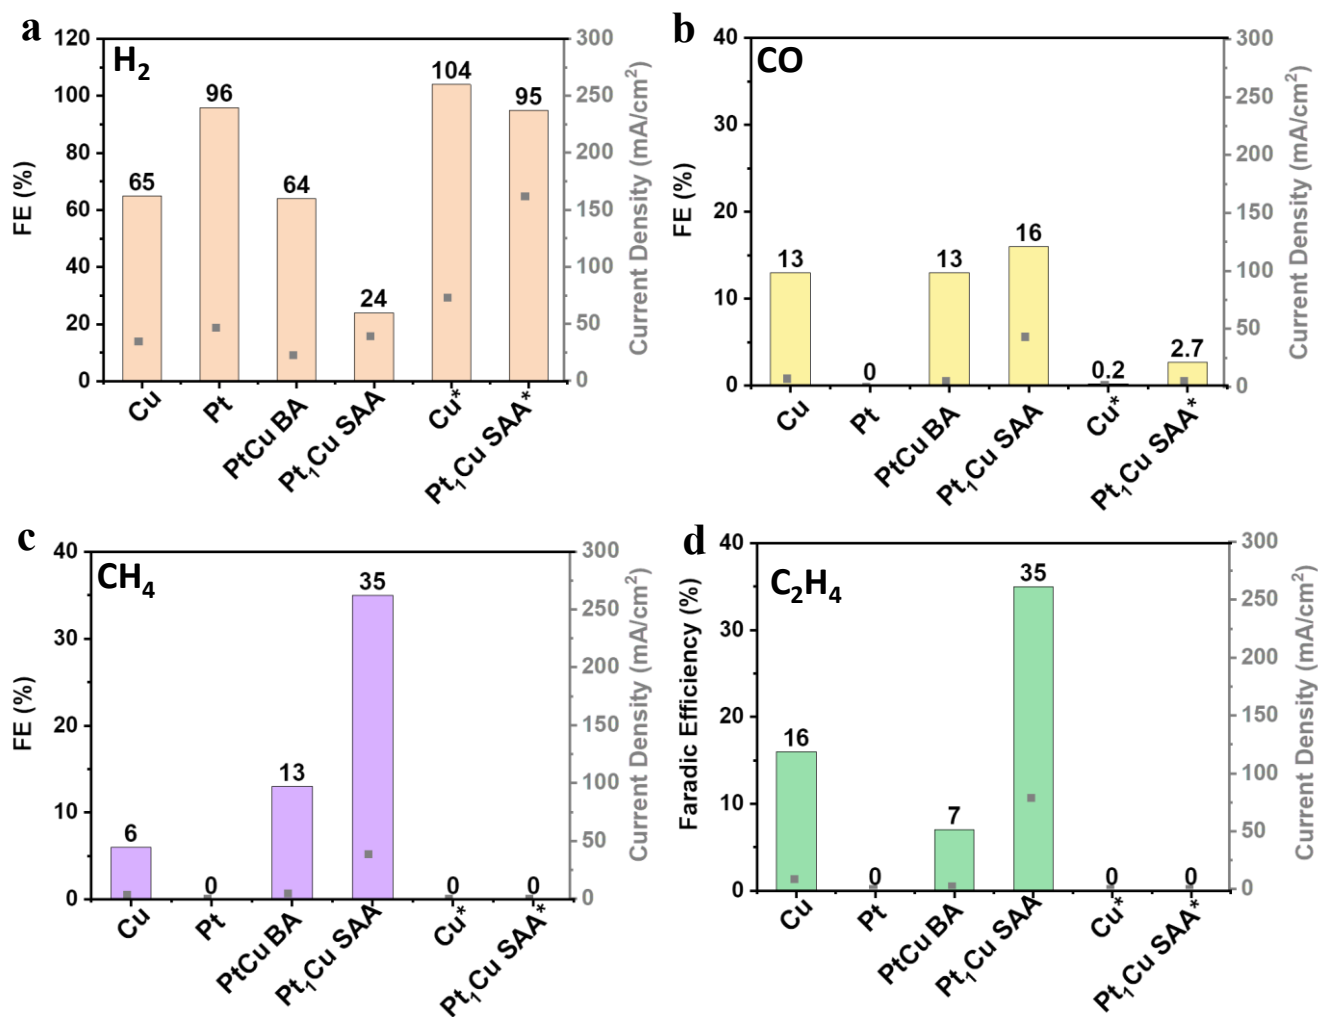 a
H₂
FE (%)
120
100
80
60
40
20
0
65
96
64
24
104
95
300
250
200
150
100
50
0
Current Density (mA/cm²)
Cu
Pt
PtCu BA
Pt₁Cu SAA
Cu*
Pt₁Cu SAA*
b
CO
FE (%)
40
30
20
10
0
13
0
13
16
0.2
2.7
300
250
200
150
100
50
0
Current Density (mA/cm²)
Cu
Pt
PtCu BA
Pt₁Cu SAA
Cu*
Pt₁Cu SAA*
c
CH₄
FE (%)
40
30
20
10
0
6
0
13
35
0
0
300
250
200
150
100
50
0
Current Density (mA/cm²)
Cu
Pt
PtCu BA
Pt₁Cu SAA
Cu*
Pt₁Cu SAA*
d
C₂H₄
Faradic Efficiency (%)
40
30
20
10
0
16
0
7
35
0
0
300
250
200
150
100
50
0
Current Density (mA/cm²)
Cu
Pt
PtCu BA
Pt₁Cu SAA
Cu*
Pt₁Cu SAA*